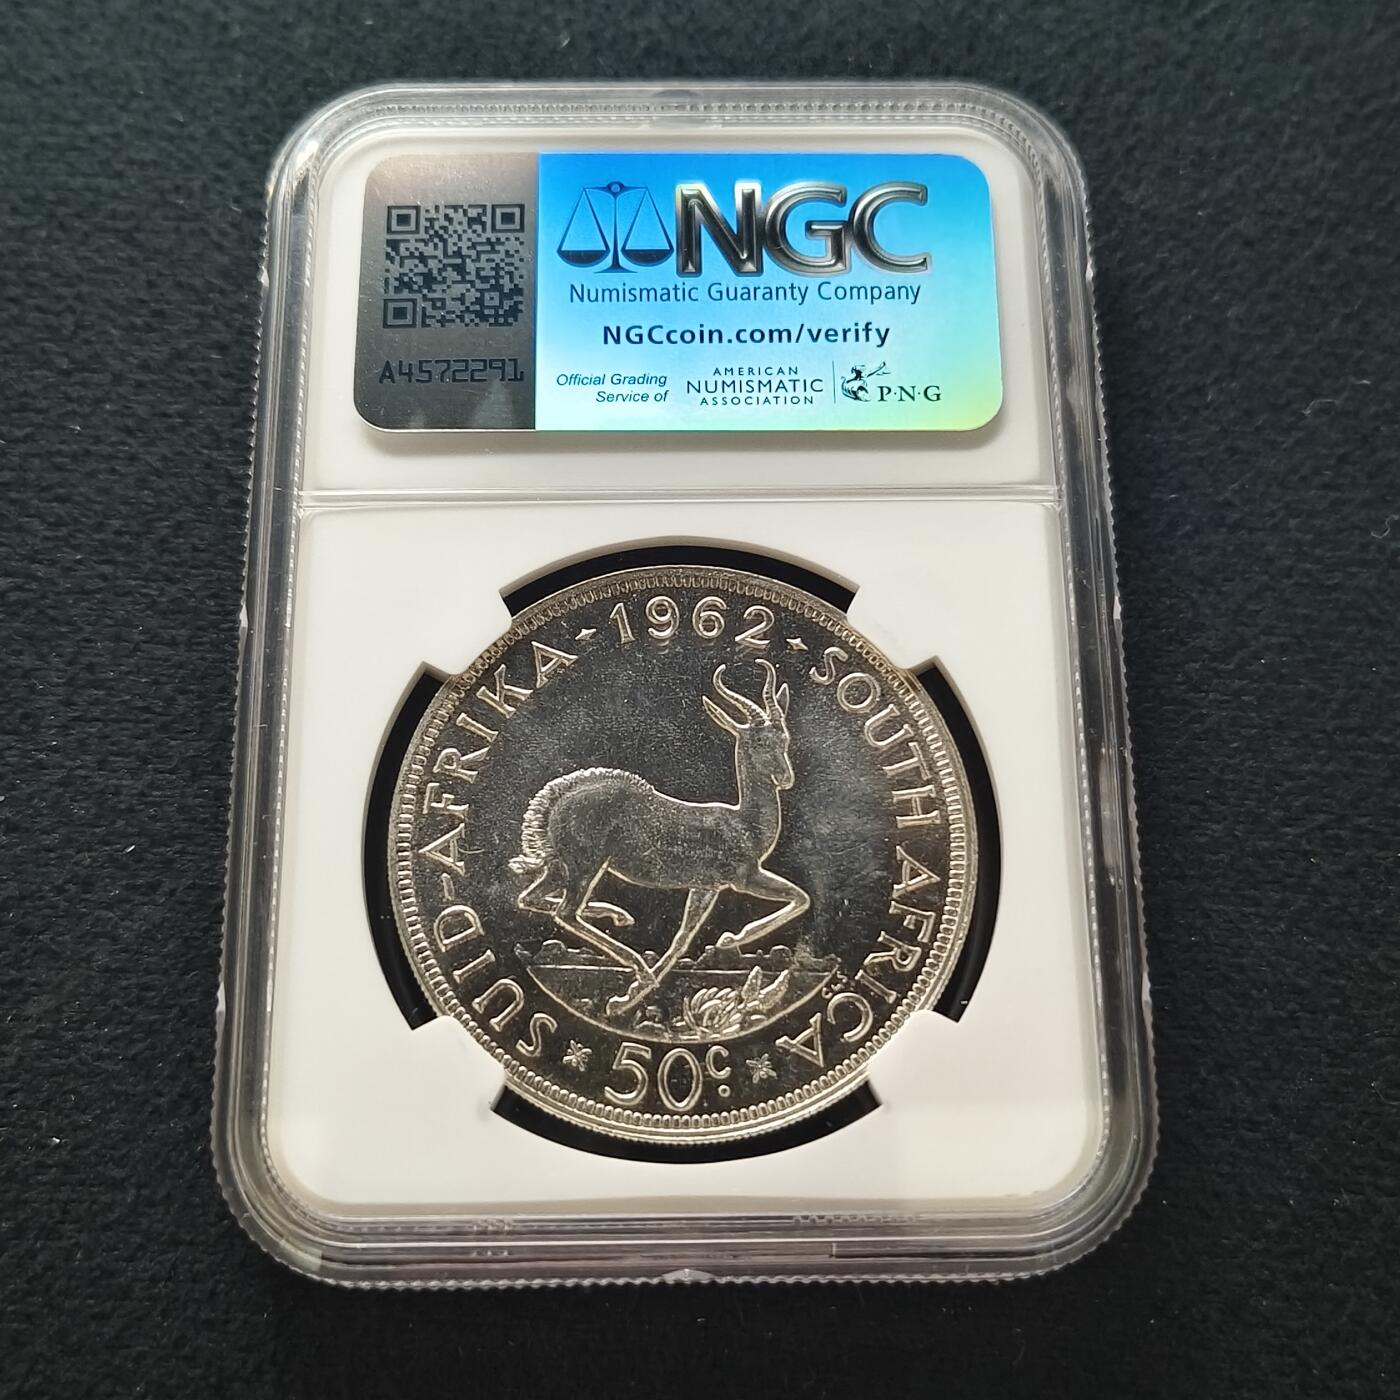 NGC
Numismatic Guaranty Company
NGCcoin.com/verify
A4572291
Official Grading
Service of
AMERICAN
NUMISMATIC
ASSOCIATION
P·N·G
SUID-AFRIKA · 1962 · SOUTH AFRICA
50c